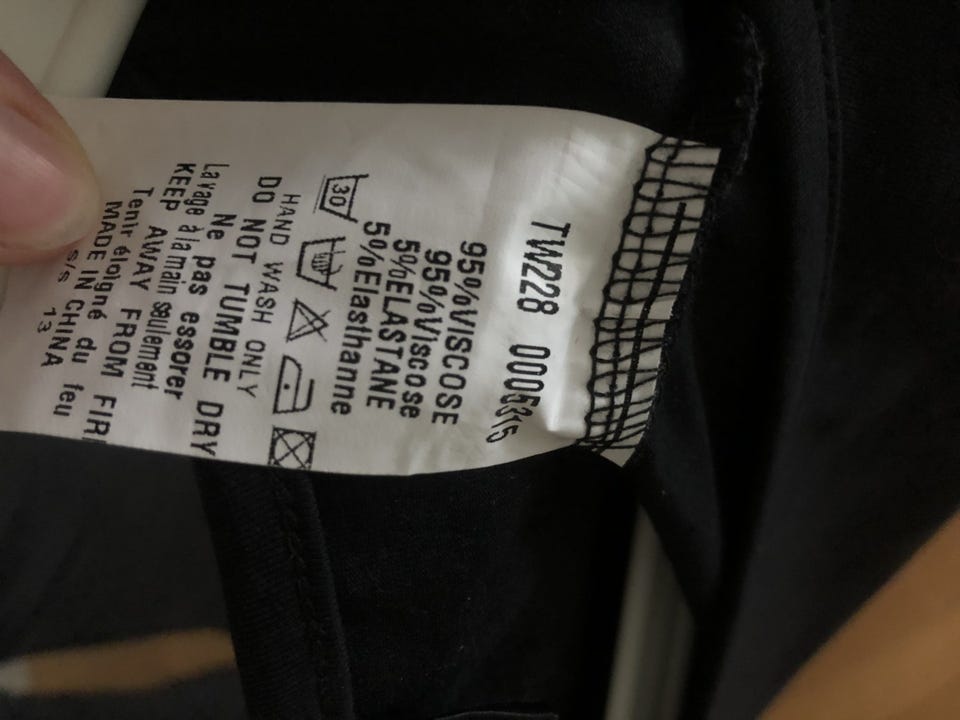 TW228 0005315
95%VISCOSE
95%Viscose
5%ELASTANE
5%Elasthanne
30
HAND WASH ONLY
DO NOT TUMBLE DRY
Ne pas essorer
Lavage à la main seulement
KEEP AWAY FROM FIR
Tenir éloigné du feu
MADE IN CHINA
s/s 13